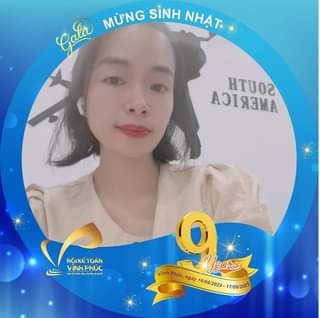 Gala MỪNG SINH NHẬT
SOUTH
AMERICA
HỘI KẾ TOÁN
VĨNH PHÚC
9
Years